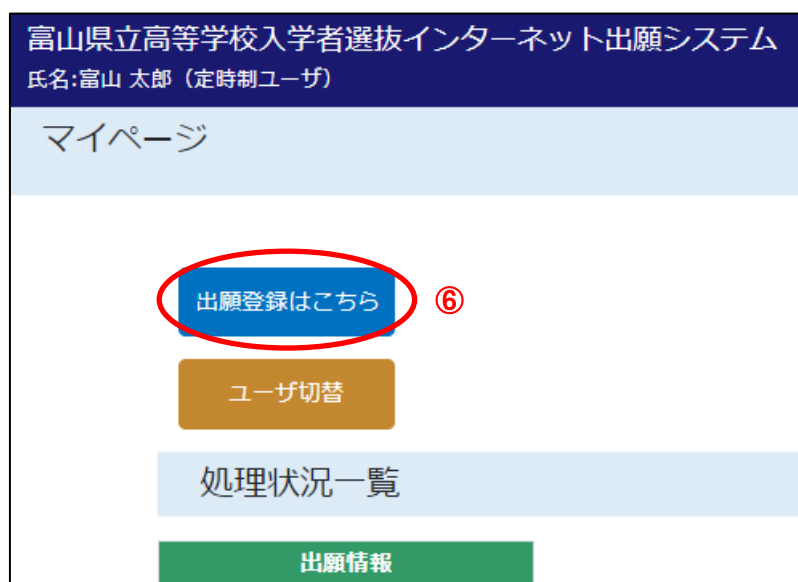 富山県立高等学校入学者選抜インターネット出願システム
氏名:富山 太郎（定時制ユーザ）
マイページ
出願登録はこちら ⑥
ユーザ切替
処理状況一覧
出願情報